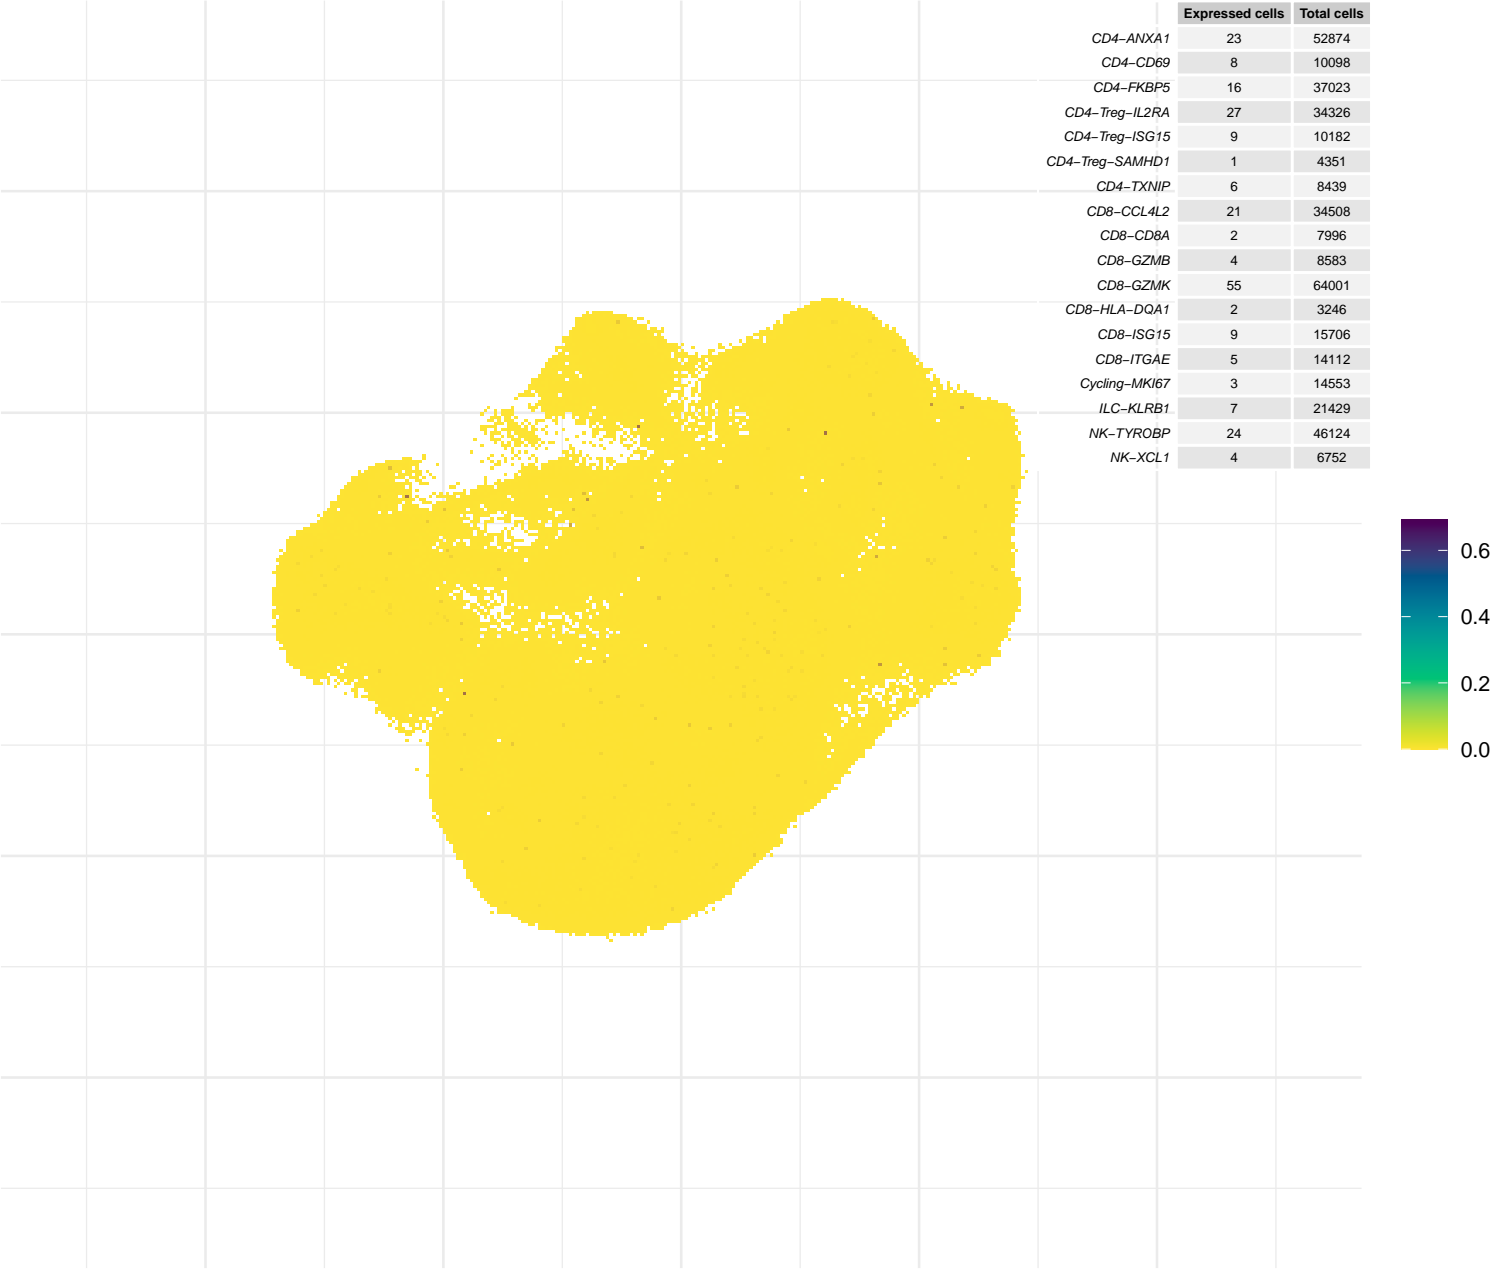 Expressed cells Total cells
CD4−ANXA1 23 52874
CD4−CD69 8 10098
CD4−FKBP5 16 37023
CD4−Treg−IL2RA 27 34326
CD4−Treg−ISG15 9 10182
CD4−Treg−SAMHD1 1 4351
CD4−TXNIP 6 8439
CD8−CCL4L2 21 34508
CD8−CD8A 2 7996
CD8−GZMB 4 8583
CD8−GZMK 55 64001
CD8−HLA−DQA1 2 3246
CD8−ISG15 9 15706
CD8−ITGAE 5 14112
Cycling−MKI67 3 14553
ILC−KLRB1 7 21429
NK−TYROBP 24 46124
NK−XCL1 4 6752
0.6
0.4
0.2
0.0